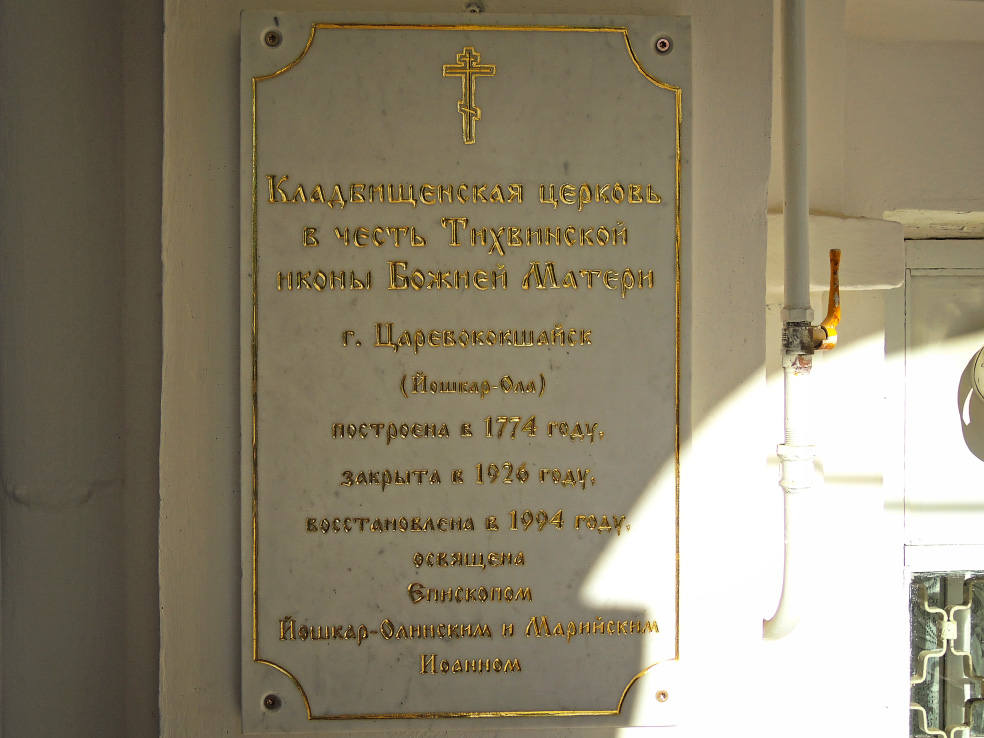 Кладбищенская церковь
в честь Тихвинской
иконы Божией Матери
г. Царевококшайск
(Йошкар-Ола)
построена в 1774 году,
закрыта в 1926 году,
восстановлена в 1994 году,
освящена
Епископом
Йошкар-Олинским и Марийским
Иоанном